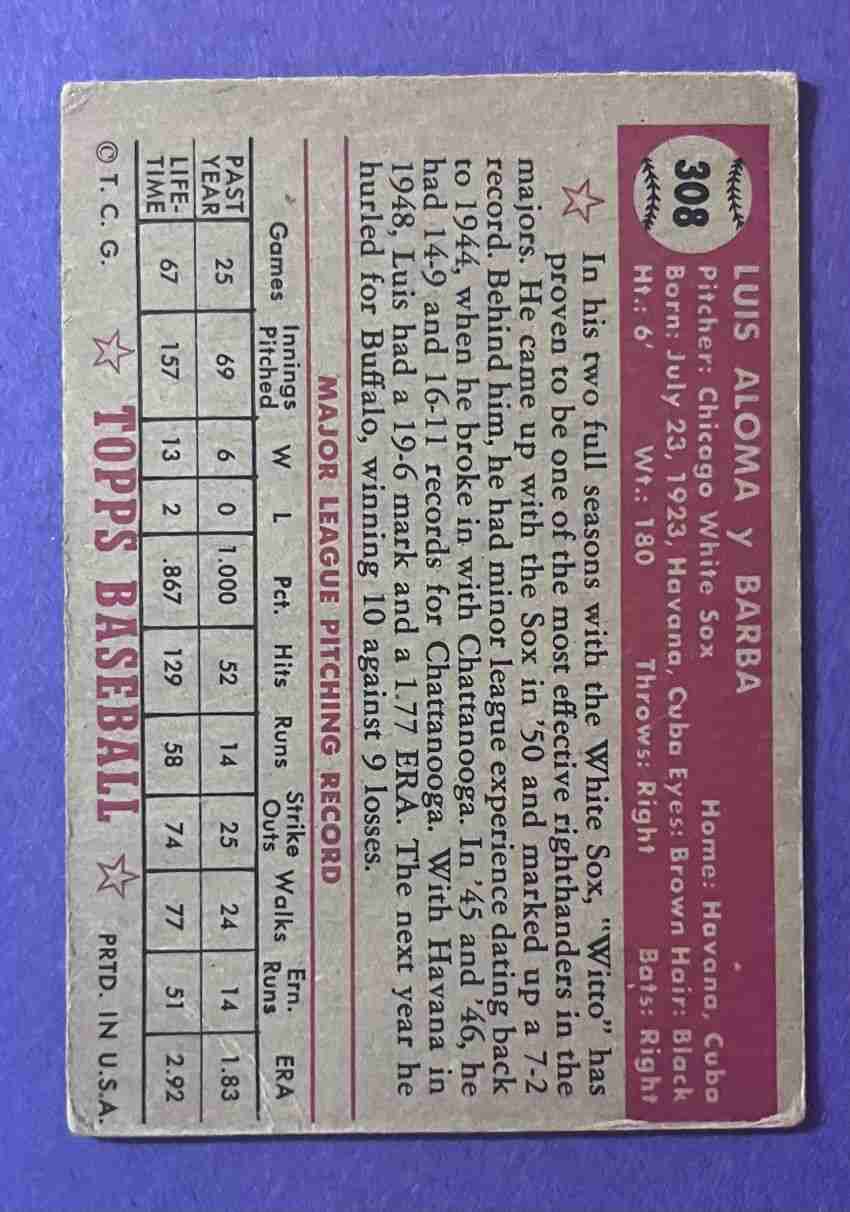 308
LUIS ALOMA y BARBA
Pitcher: Chicago White Sox Home: Havana, Cuba
Born: July 23, 1923, Havana, Cuba Eyes: Brown Hair: Black
Ht.: 6' Wt.: 180 Throws: Right Bats: Right
In his two full seasons with the White Sox, "Witto" has
proven to be one of the most effective righthanders in the
majors. He came up with the Sox in '50 and marked up a 7-2
record. Behind him, he had minor league experience dating back
to 1944, when he broke in with Chattanooga. In '45 and '46, he
had 14-9 and 16-11 records for Chattanooga. With Havana in
1948, Luis had a 19-6 mark and a 1.77 ERA. The next year he
hurled for Buffalo, winning 10 against 9 losses.
MAJOR LEAGUE PITCHING RECORD
Games Innings Pitched W L Pct. Hits Runs Strike Outs Walks Ern. Runs ERA
PAST YEAR 25 69 6 0 1.000 52 14 25 24 14 1.83
LIFE-TIME 67 157 13 2 .867 129 58 74 77 51 2.92
© T. C. G. TOPPS BASEBALL PRTD. IN U.S.A.